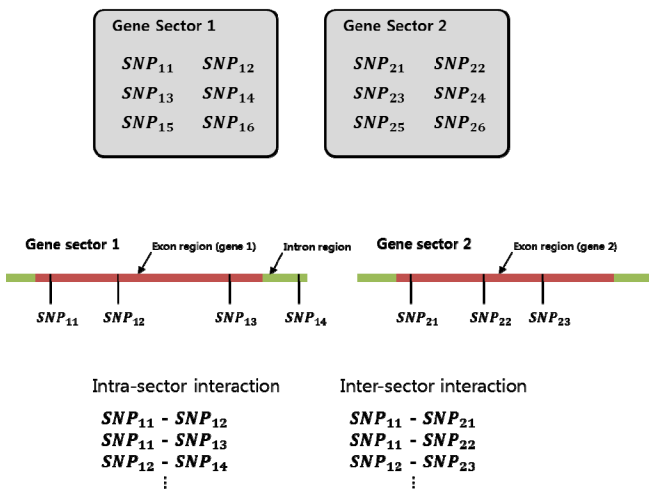 Gene Sector 1
SNP11 SNP12
SNP13 SNP14
SNP15 SNP16
Gene Sector 2
SNP21 SNP22
SNP23 SNP24
SNP25 SNP26
Gene sector 1
Exon region (gene 1)
Intron region
SNP11 SNP12 SNP13 SNP14
Gene sector 2
Exon region (gene 2)
SNP21 SNP22 SNP23
Intra-sector interaction
SNP11 - SNP12
SNP11 - SNP13
SNP12 - SNP14
⋮
Inter-sector interaction
SNP11 - SNP21
SNP11 - SNP22
SNP12 - SNP23
⋮